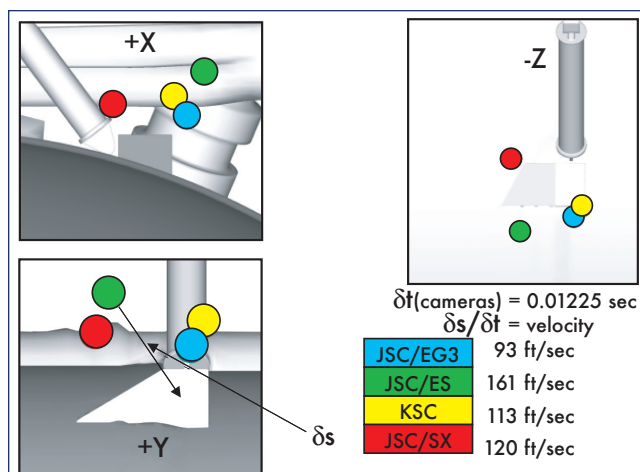 +X
-Z
+Y
δs
δt(cameras) = 0.01225 sec
δs/δt = velocity
JSC/EG3 93 ft/sec
JSC/ES 161 ft/sec
KSC 113 ft/sec
JSC/SX 120 ft/sec